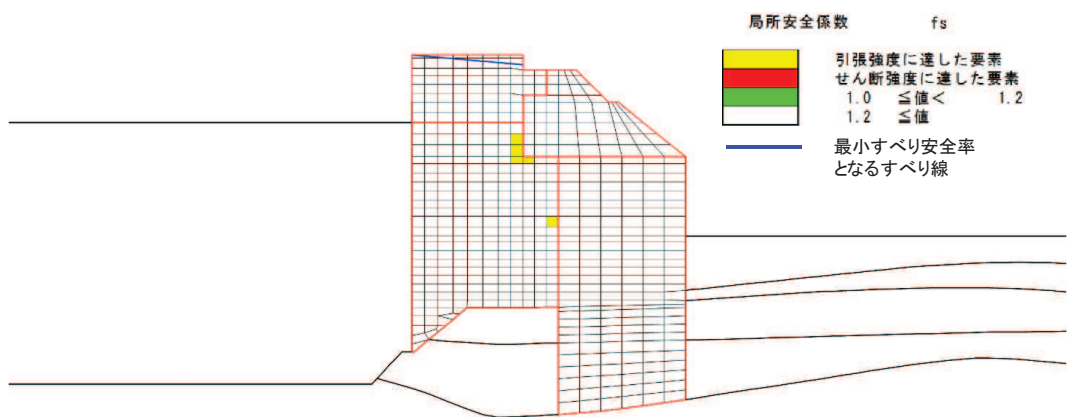 局所安全係数 fs
引張強度に達した要素
せん断強度に達した要素
1.0 ≦値< 1.2
1.2 ≦値
最小すべり安全率
となるすべり線